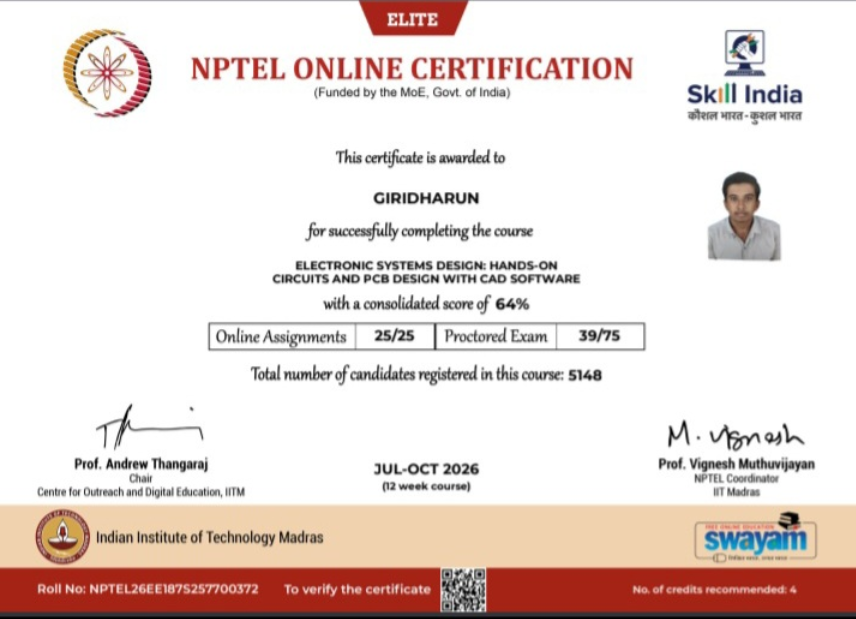 ELITE
NPTEL ONLINE CERTIFICATION
(Funded by the MoE, Govt. of India)
Skill India
कौशल भारत - कुशल भारत
This certificate is awarded to
GIRIDHARUN
for successfully completing the course
ELECTRONIC SYSTEMS DESIGN: HANDS-ON
CIRCUITS AND PCB DESIGN WITH CAD SOFTWARE
with a consolidated score of 64%
Online Assignments 25/25 Proctored Exam 39/75
Total number of candidates registered in this course: 5148
M. Vignesh
Prof. Andrew Thangaraj
Chair
Centre for Outreach and Digital Education, IITM
JUL-OCT 2026
(12 week course)
Prof. Vignesh Muthuvijayan
NPTEL Coordinator
IIT Madras
Indian Institute of Technology Madras
FREE ONLINE EDUCATION
swayam
Roll No: NPTEL26EE187S257700372 To verify the certificate No. of credits recommended: 4